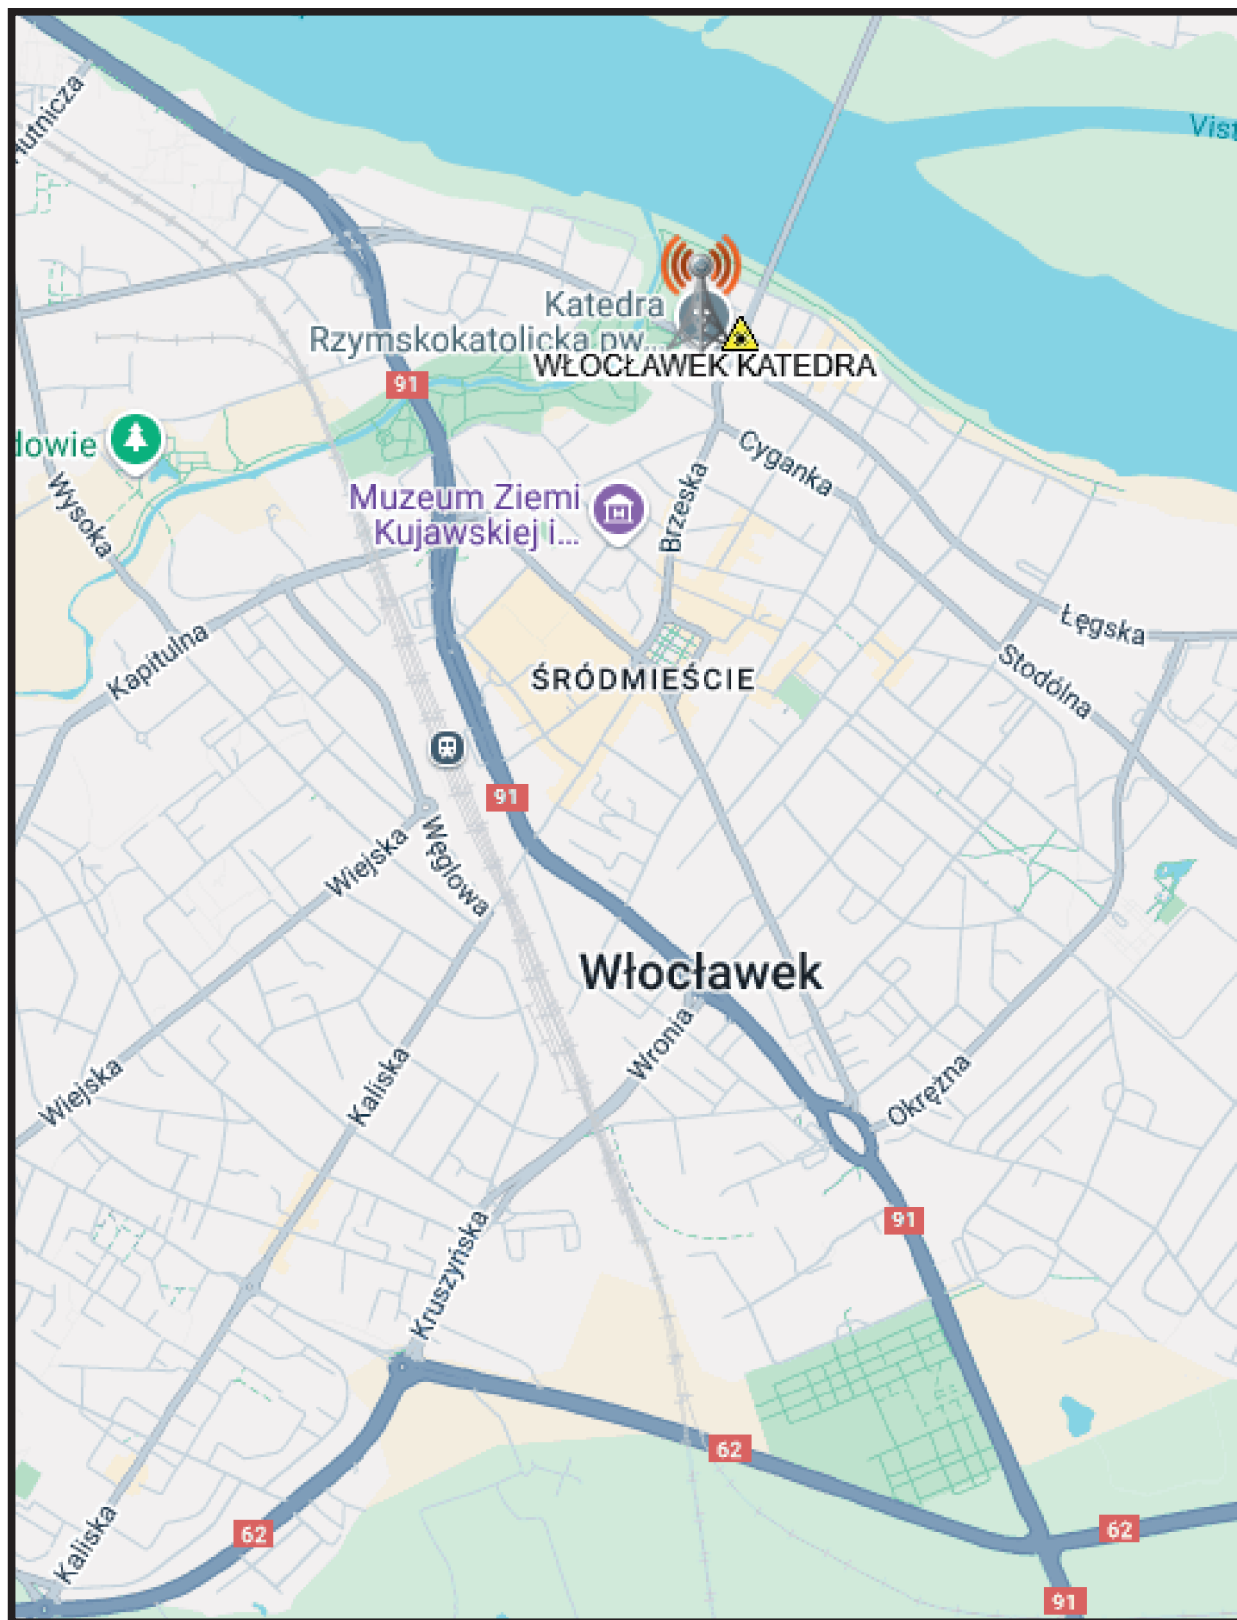 Hutnicza
Vist
Katedra
Rzymskokatolicka pw...
WŁOCŁAWEK KATEDRA
91
dowie
Cyganka
Wysoka
Muzeum Ziemi
Kujawskiej i...
Brzeska
Łęgska
Kapitulna
ŚRÓDMIEŚCIE
Stodólna
91
Wiejska
Węglowa
Włocławek
Wronia
Wiejska
Kaliska
Okrężna
91
Kruszyńska
62
62
62
Kaliska
91